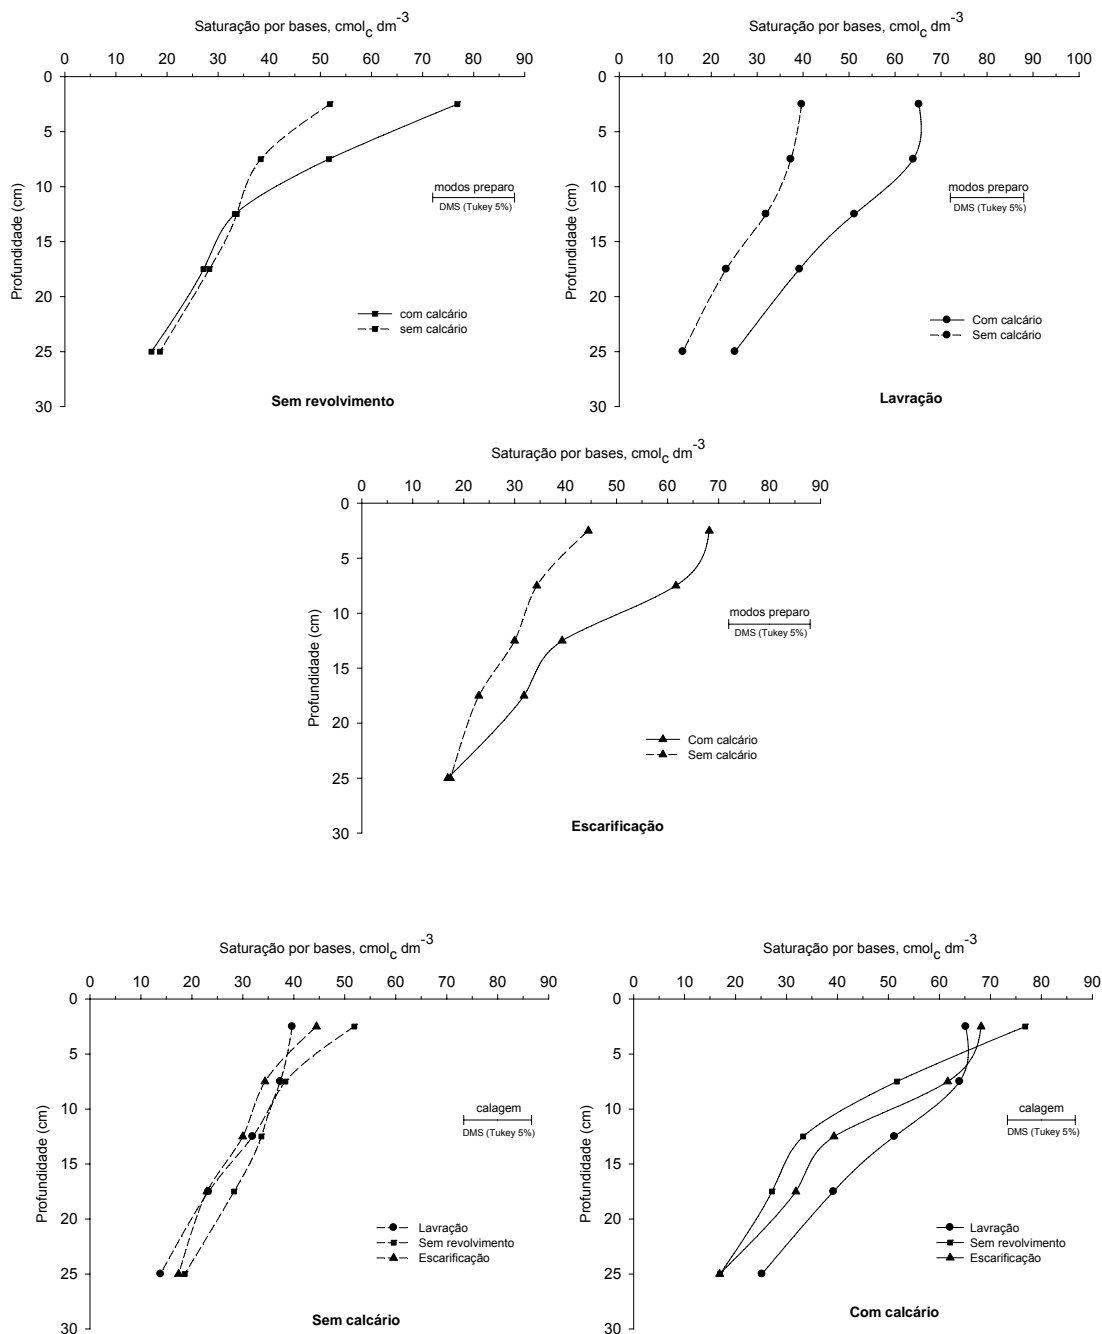 Saturação por bases, cmolc dm-3
0 10 20 30 40 50 60 70 80 90
0
5
10
15
20
25
30
Profundidade (cm)
modos preparo
DMS (Tukey 5%)
com calcário
sem calcário
Sem revolvimento
Saturação por bases, cmolc dm-3
0 10 20 30 40 50 60 70 80 90 100
0
5
10
15
20
25
30
Profundidade (cm)
modos preparo
DMS (Tukey 5%)
Com calcário
Sem calcário
Lavração
Saturação por bases, cmolc dm-3
0 10 20 30 40 50 60 70 80 90
0
5
10
15
20
25
30
Profundidade (cm)
modos preparo
DMS (Tukey 5%)
Com calcário
Sem calcário
Escarificação
Saturação por bases, cmolc dm-3
0 10 20 30 40 50 60 70 80 90
0
5
10
15
20
25
30
Profundidade (cm)
calagem
DMS (Tukey 5%)
Lavração
Sem revolvimento
Escarificação
Sem calcário
Saturação por bases, cmolc dm-3
0 10 20 30 40 50 60 70 80 90
0
5
10
15
20
25
30
Profundidade (cm)
calagem
DMS (Tukey 5%)
Lavração
Sem revolvimento
Escarificação
Com calcário